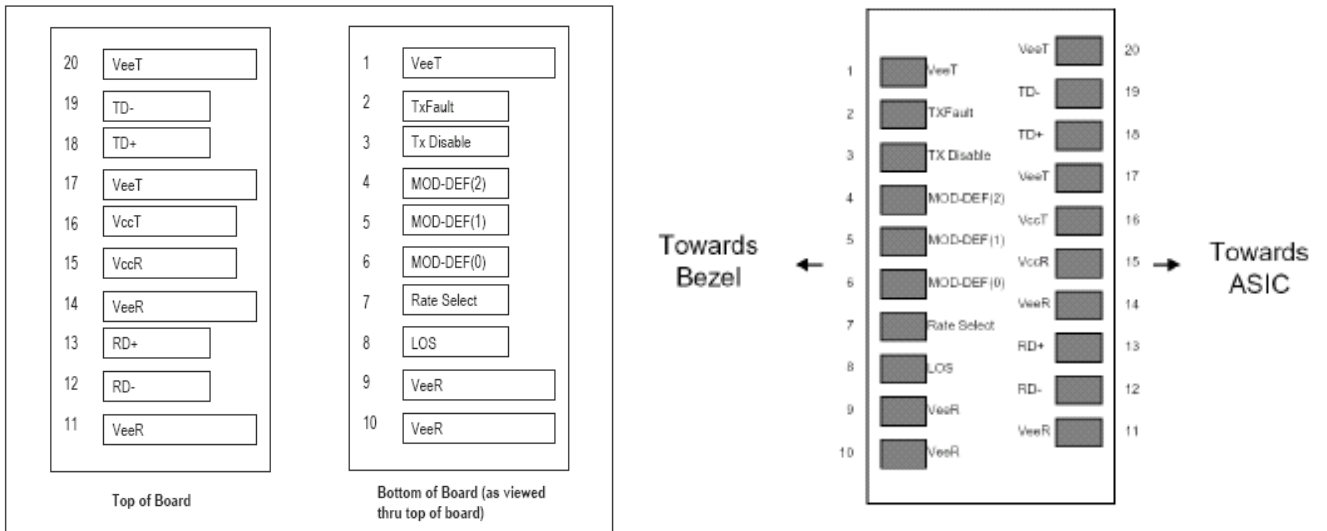 20 VeeT
19 TD-
18 TD+
17 VeeT
16 VccT
15 VccR
14 VeeR
13 RD+
12 RD-
11 VeeR
Top of Board
1 VeeT
2 TxFault
3 Tx Disable
4 MOD-DEF(2)
5 MOD-DEF(1)
6 MOD-DEF(0)
7 Rate Select
8 LOS
9 VeeR
10 VeeR
Bottom of Board (as viewed
thru top of board)
Towards
Bezel
1 VeeT
2 TXFault
3 TX Disable
4 MOD-DEF(2)
5 MOD-DEF(1)
6 MOD-DEF(0)
7 Rate Select
8 LOS
9 VeeR
10 VeeR
VeeT 20
TD- 19
TD+ 18
VeeT 17
VccT 16
VccR 15
VeeR 14
RD+ 13
RD- 12
VeeR 11
Towards
ASIC